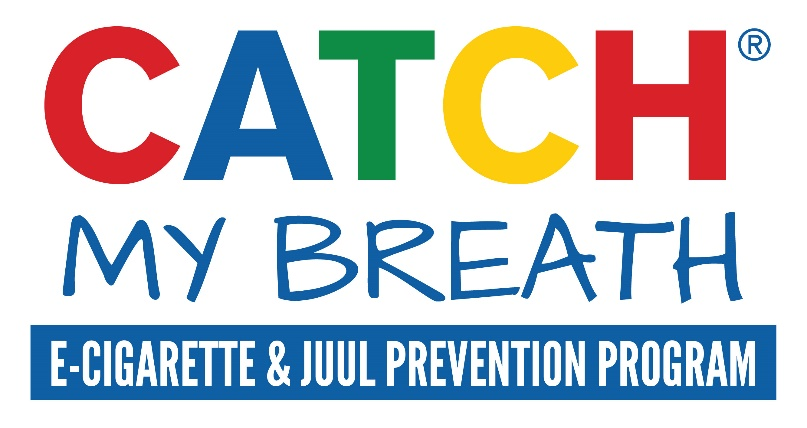 CATCH®
MY BREATH
E-CIGARETTE & JUUL PREVENTION PROGRAM